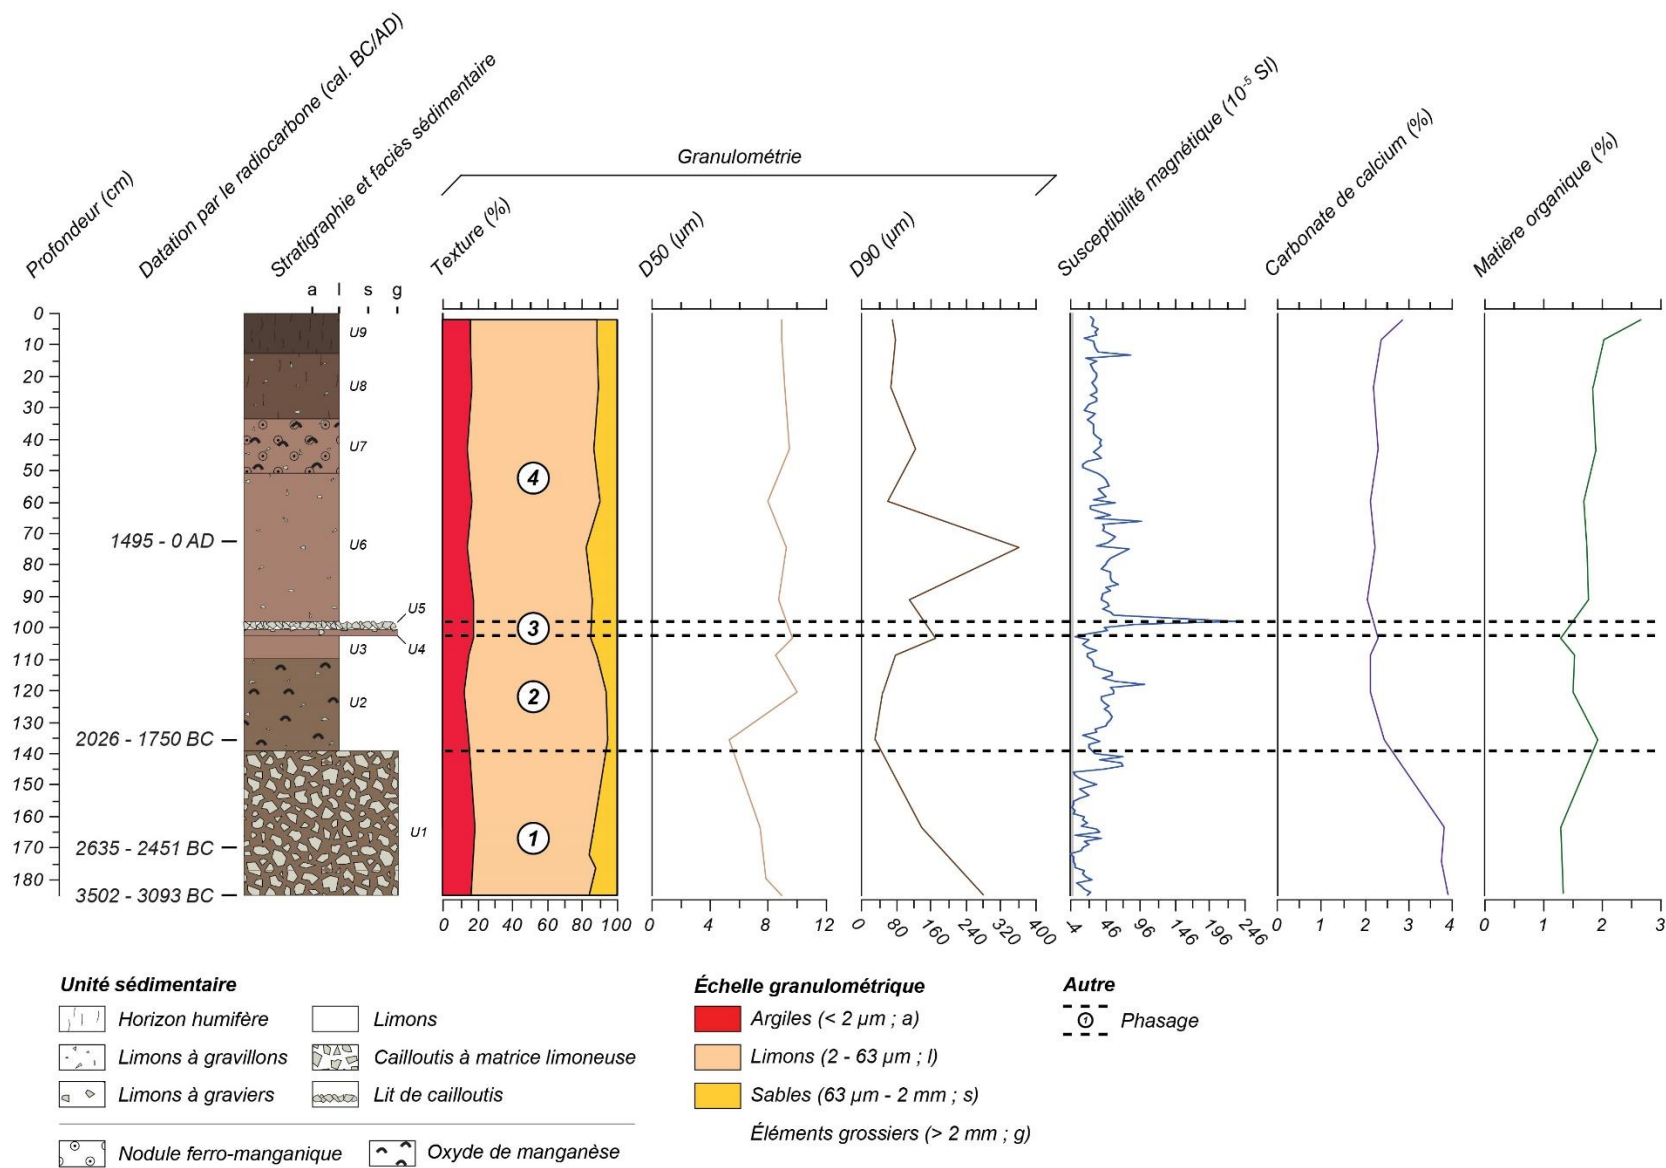 Profondeur (cm)
Datation par le radiocarbone (cal. BC/AD)
Stratigraphie et faciès sédimentaire
Granulométrie
Texture (%)
D50 (µm)
D90 (µm)
Susceptibilité magnétique (10⁻⁵ SI)
Carbonate de calcium (%)
Matière organique (%)
a l s g
0
10
20
30
40
50
60
70
80
90
100
110
120
130
140
150
160
170
180
1495 - 0 AD
2026 - 1750 BC
2635 - 2451 BC
3502 - 3093 BC
U9
U8
U7
U6
U5
U4
U3
U2
U1
4
3
2
1
0 20 40 60 80 100
0 4 8 12
0 80 160 240 320 400
-4 46 96 146 196 246
0 1 2 3 4
0 1 2 3
Unité sédimentaire
Horizon humifère
Limons
Limons à gravillons
Cailloutis à matrice limoneuse
Limons à graviers
Lit de cailloutis
Nodule ferro-manganique
Oxyde de manganèse
Échelle granulométrique
Argiles (< 2 µm ; a)
Limons (2 - 63 µm ; l)
Sables (63 µm - 2 mm ; s)
Éléments grossiers (> 2 mm ; g)
Autre
1 Phasage